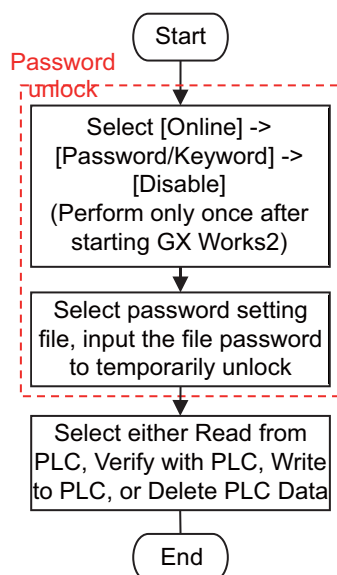 Start
Password
unlock
Select [Online] ->
[Password/Keyword] ->
[Disable]
(Perform only once after
starting GX Works2)
Select password setting
file, input the file password
to temporarily unlock
Select either Read from
PLC, Verify with PLC, Write
to PLC, or Delete PLC Data
End